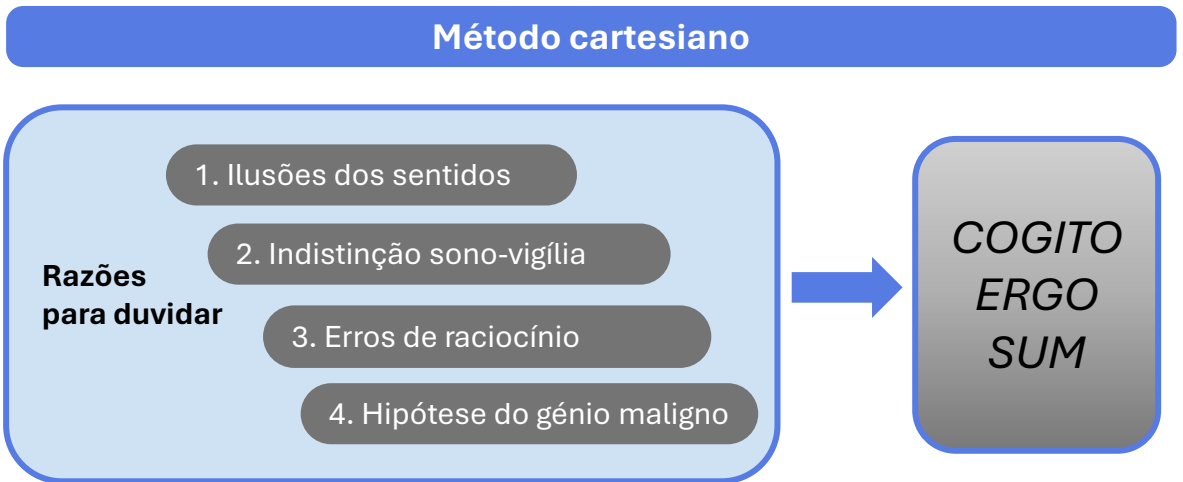 Método cartesiano
Razões
para duvidar
1. Ilusões dos sentidos
2. Indistinção sono-vigília
3. Erros de raciocínio
4. Hipótese do génio maligno
COGITO
ERGO
SUM